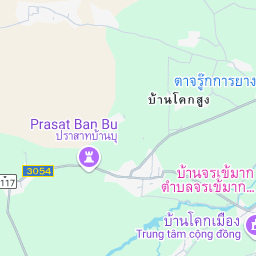 ตาจรูักการยาง
บ้านโคกสูง
Prasat Ban Bu
ปราสาทบ้านบุ
3054
117
บ้านจรเข้มาก
ตำบลจรเข้มาก...
บ้านโคกเมือง
Trung tâm cộng đồng